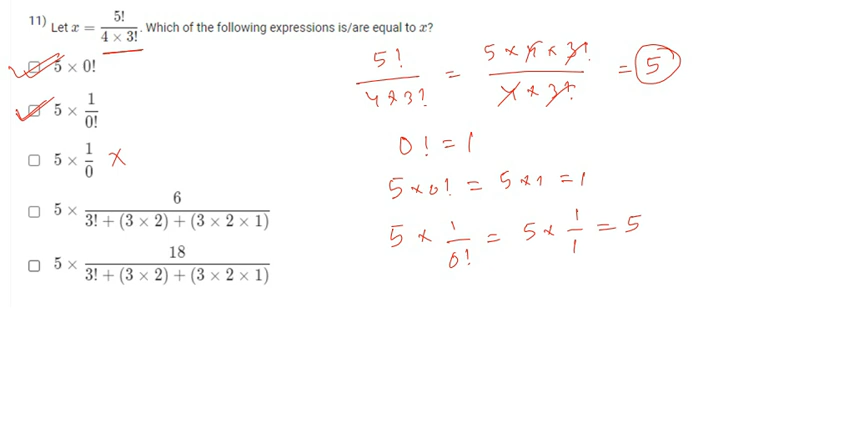 11) Let x = 5! / (4 × 3!). Which of the following expressions is/are equal to x?
5 × 0!
5 × 1/0!
5 × 1/0 ×
5 × 6 / (3! + (3 × 2) + (3 × 2 × 1))
5 × 18 / (3! + (3 × 2) + (3 × 2 × 1))
5! / (4 × 3!) = (5 × 4 × 3!) / (4 × 3!) = 5
0! = 1
5 × 0! = 5 × 1 = 1
5 × 1/0! = 5 × 1/1 = 5